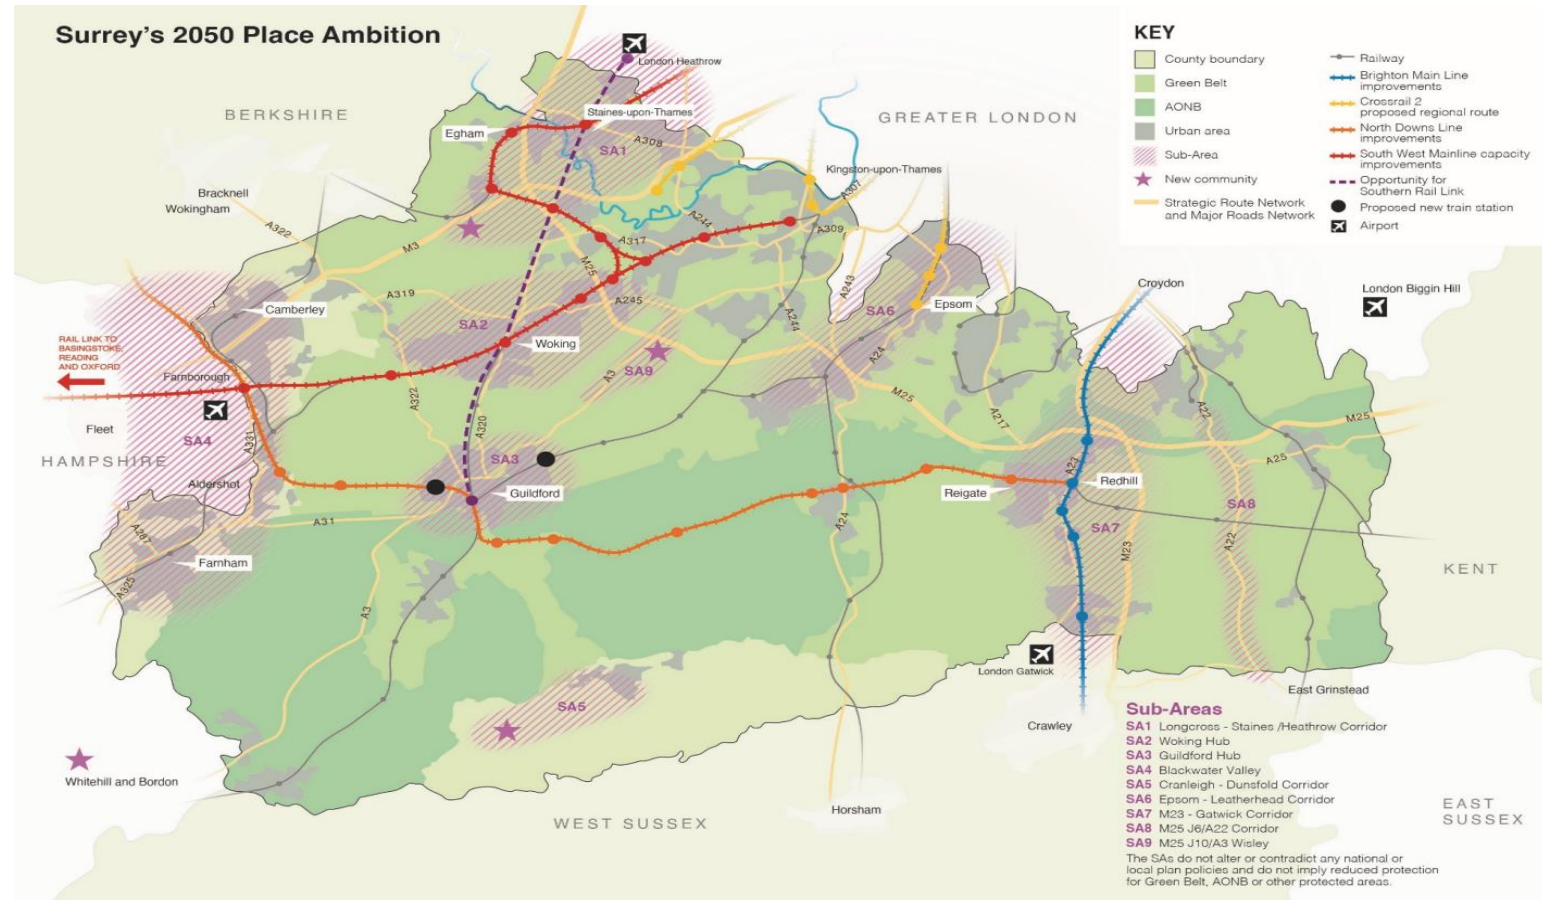 Surrey's 2050 Place Ambition
KEY
County boundary
Green Belt
AONB
Urban area
Sub-Area
New community
Strategic Route Network
and Major Roads Network
Railway
Brighton Main Line
improvements
Crossrail 2
proposed regional route
North Downs Line
improvements
South West Mainline capacity
improvements
Opportunity for
Southern Rail Link
Proposed new train station
Airport
London Heathrow
BERKSHIRE
Staines-upon-Thames
GREATER LONDON
Egham
A308
SA1
Kingston-upon-Thames
A307
Bracknell
Wokingham
A322
M3
A244
A317
A309
M25
A319
A245
A243
Croydon
London Biggin Hill
Camberley
SA2
SA6
Epsom
A244
RAIL LINK TO
BASINGSTOKE,
READING
AND OXFORD
Woking
A24
SA9
Farnborough
A3
A322
M25
A22
M25
A217
A320
Fleet
SA4
A331
HAMPSHIRE
SA3
A23
A25
Aldershot
Guildford
Reigate
Redhill
SA8
A31
A24
SA7
A287
A22
M23
Farnham
KENT
A325
A3
London Gatwick
East Grinstead
SA5
Crawley
Whitehill and Bordon
Horsham
WEST SUSSEX
EAST
SUSSEX
Sub-Areas
SA1 Longcross - Staines /Heathrow Corridor
SA2 Woking Hub
SA3 Guildford Hub
SA4 Blackwater Valley
SA5 Cranleigh - Dunsfold Corridor
SA6 Epsom - Leatherhead Corridor
SA7 M23 - Gatwick Corridor
SA8 M25 J6/A22 Corridor
SA9 M25 J10/A3 Wisley
The SAs do not alter or contradict any national or
local plan policies and do not imply reduced protection
for Green Belt, AONB or other protected areas.